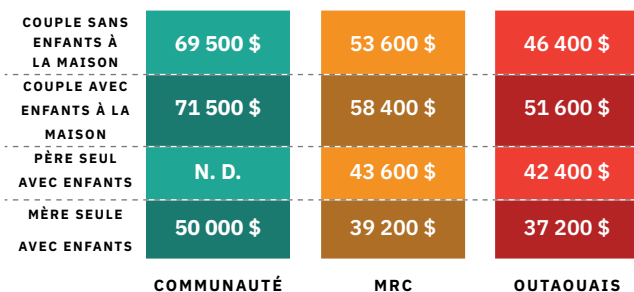 COUPLE SANS
ENFANTS À
LA MAISON
69 500 $
53 600 $
46 400 $
COUPLE AVEC
ENFANTS À LA
MAISON
71 500 $
58 400 $
51 600 $
PÈRE SEUL
AVEC ENFANTS
N. D.
43 600 $
42 400 $
MÈRE SEULE
AVEC ENFANTS
50 000 $
39 200 $
37 200 $
COMMUNAUTÉ
MRC
OUTAOUAIS